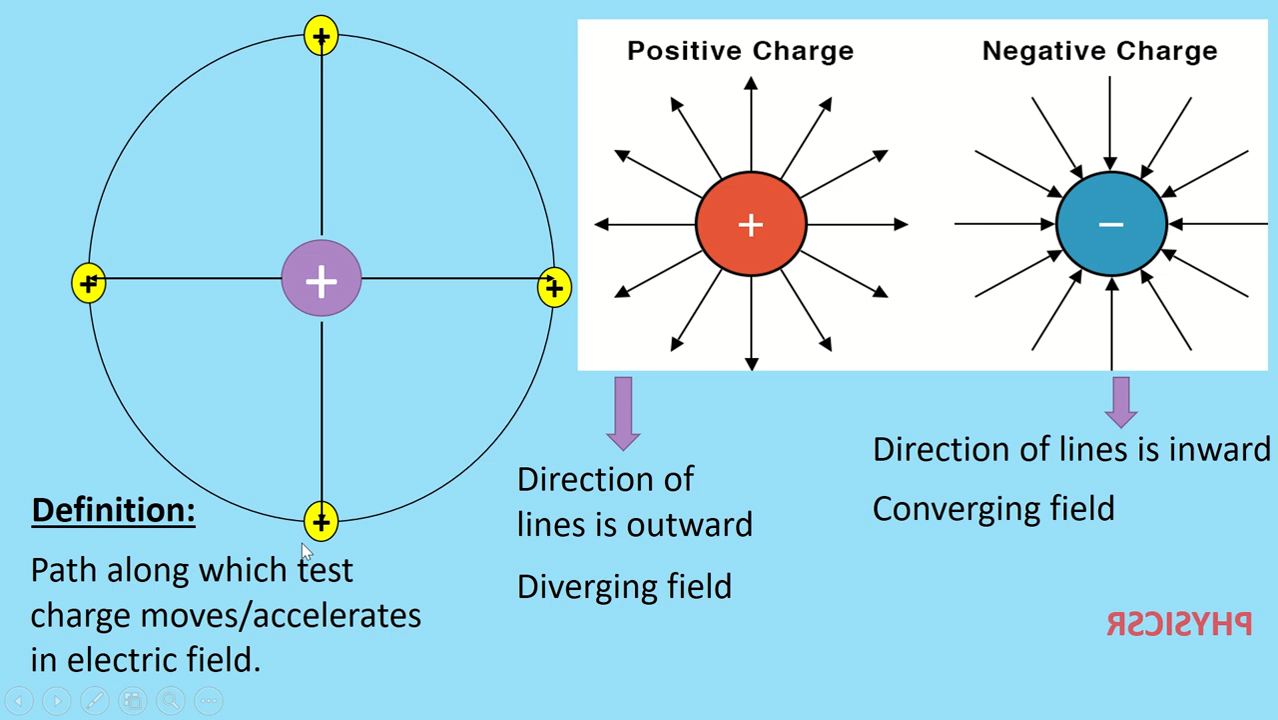 Positive Charge
Negative Charge
+
+
+
+
+
+
−
Direction of
lines is outward
Diverging field
Direction of lines is inward
Converging field
Definition:
Path along which test
charge moves/accelerates
in electric field.
PHYSICSR